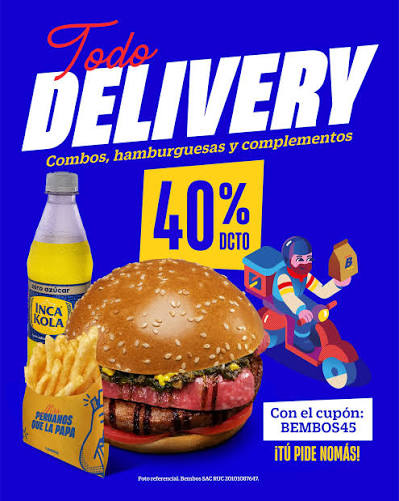 Todo
DELIVERY
Combos, hamburguesas y complementos
40%
DCTO
cero azúcar
INCA
KOLA
PERUANOS
QUE LA PAPA
B
Con el cupón:
BEMBOS45
¡TÚ PIDE NOMÁS!
Foto referencial. Bembos SAC RUC 20101087647.